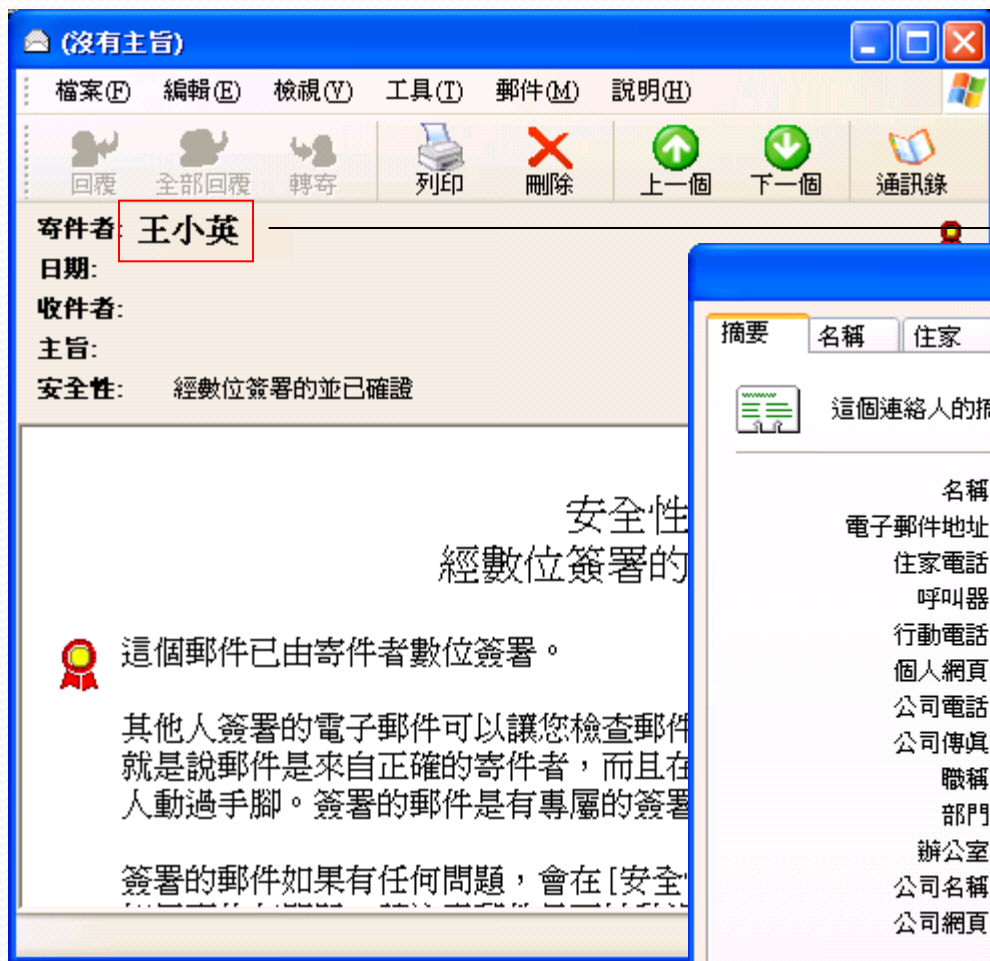 (沒有主旨)
檔案(F) 編輯(E) 檢視(V) 工具(T) 郵件(M) 說明(H)
回覆 全部回覆 轉寄 列印 刪除 上一個 下一個 通訊錄
寄件者: 王小英
日期:
收件者:
主旨:
安全性: 經數位簽署的並已確證
安全性
經數位簽署的
這個郵件已由寄件者數位簽署。
其他人簽署的電子郵件可以讓您檢查郵件
就是說郵件是來自正確的寄件者，而且在
人動過手腳。簽署的郵件是有專屬的簽署
簽署的郵件如果有任何問題，會在[安全
摘要 名稱 住家
這個連絡人的摘
名稱
電子郵件地址
住家電話
呼叫器
行動電話
個人網頁
公司電話
公司傳真
職稱
部門
辦公室
公司名稱
公司網頁